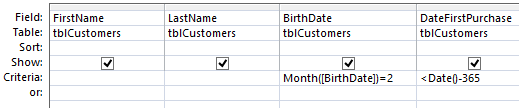 Field: FirstName LastName BirthDate DateFirstPurchase
Table: tblCustomers tblCustomers tblCustomers tblCustomers
Sort:
Show:
Criteria: Month([BirthDate])=2 <Date()-365
or: